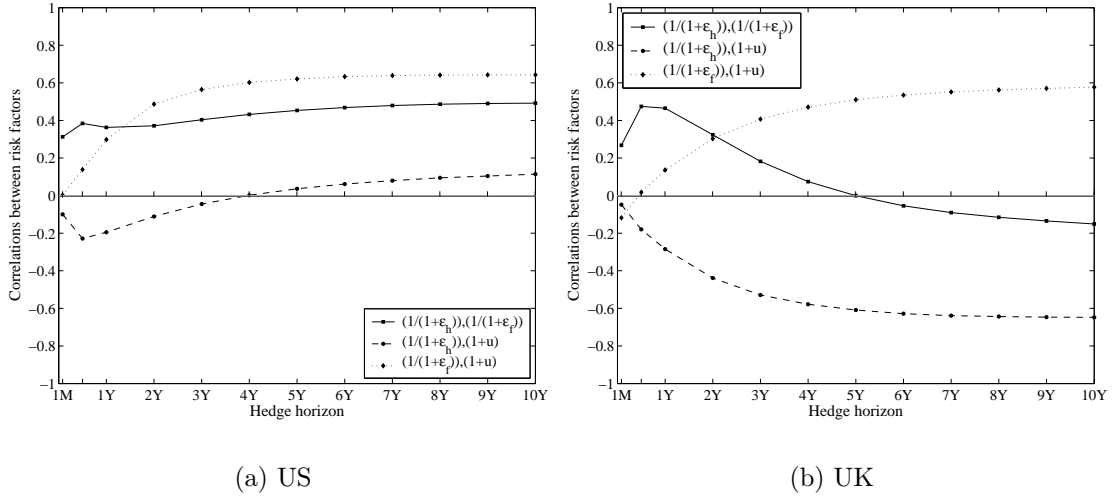 1
0.8
0.6
0.4
0.2
0
−0.2
−0.4
−0.6
−0.8
−1
Correlations between risk factors
1M 1Y 2Y 3Y 4Y 5Y 6Y 7Y 8Y 9Y 10Y
Hedge horizon
(1/(1+ε_h)),(1/(1+ε_f))
(1/(1+ε_h)),(1+u)
(1/(1+ε_f)),(1+u)
(a) US
1
0.8
0.6
0.4
0.2
0
−0.2
−0.4
−0.6
−0.8
−1
Correlations between risk factors
1M 1Y 2Y 3Y 4Y 5Y 6Y 7Y 8Y 9Y 10Y
Hedge horizon
(1/(1+ε_h)),(1/(1+ε_f))
(1/(1+ε_h)),(1+u)
(1/(1+ε_f)),(1+u)
(b) UK